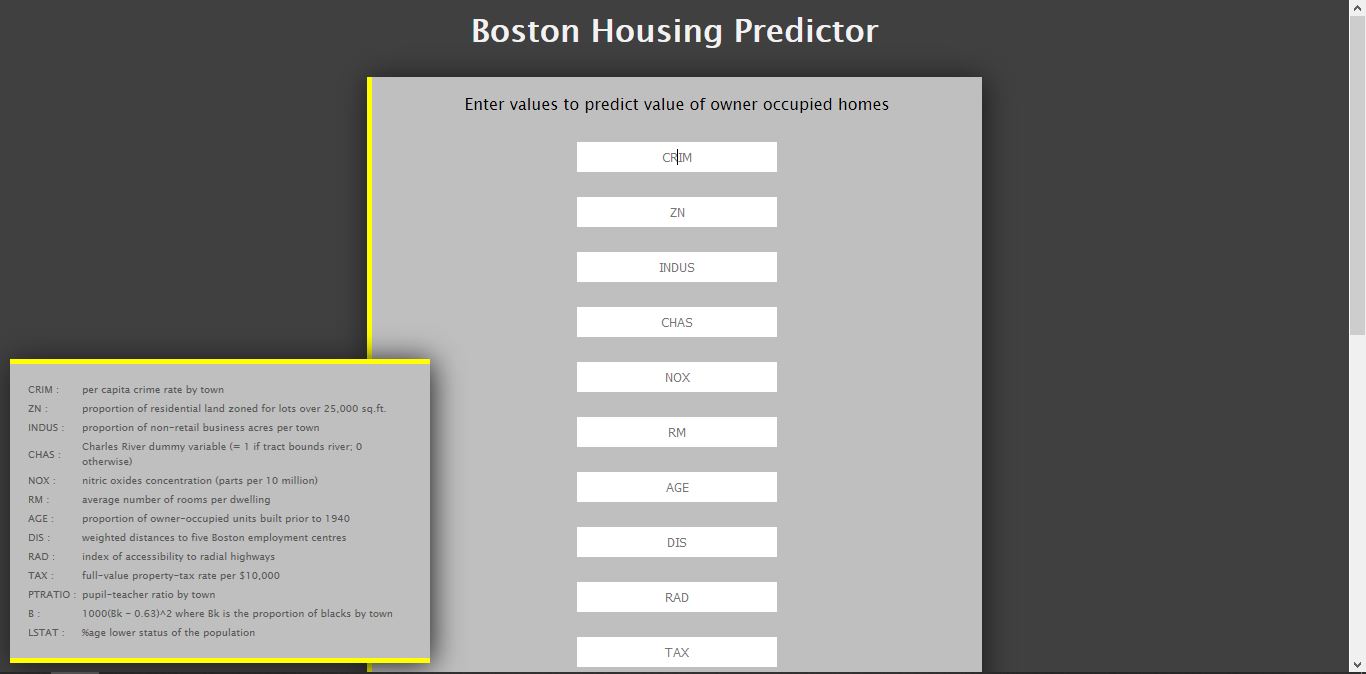 Boston Housing Predictor
Enter values to predict value of owner occupied homes
CRIM
ZN
INDUS
CHAS
NOX
RM
AGE
DIS
RAD
TAX
CRIM : per capita crime rate by town
ZN : proportion of residential land zoned for lots over 25,000 sq.ft.
INDUS : proportion of non-retail business acres per town
CHAS : Charles River dummy variable (= 1 if tract bounds river; 0
otherwise)
NOX : nitric oxides concentration (parts per 10 million)
RM : average number of rooms per dwelling
AGE : proportion of owner-occupied units built prior to 1940
DIS : weighted distances to five Boston employment centres
RAD : index of accessibility to radial highways
TAX : full-value property-tax rate per $10,000
PTRATIO : pupil-teacher ratio by town
B : 1000(Bk - 0.63)^2 where Bk is the proportion of blacks by town
LSTAT : %age lower status of the population